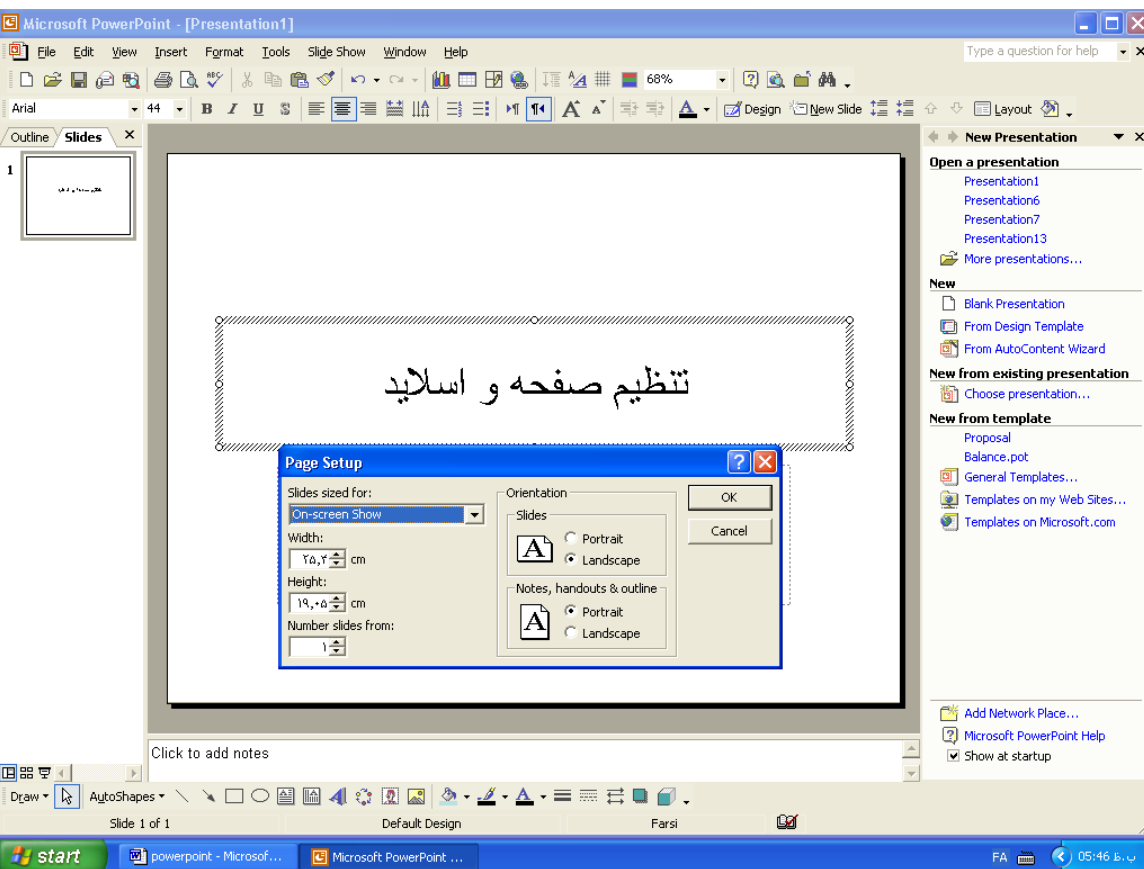 Microsoft PowerPoint - [Presentation1]
File Edit View Insert Format Tools Slide Show Window Help Type a question for help
68%
Arial 44 B I U S Design New Slide Layout
Outline Slides New Presentation
1
Open a presentation
Presentation1
Presentation6
Presentation7
Presentation13
More presentations...
New
Blank Presentation
From Design Template
From AutoContent Wizard
New from existing presentation
Choose presentation...
New from template
Proposal
Balance.pot
General Templates...
Templates on my Web Sites...
Templates on Microsoft.com
Add Network Place...
Microsoft PowerPoint Help
Show at startup
تنظیم صفحه و اسلاید
Page Setup
Slides sized for:
On-screen Show
Width:
۲۵,۴ cm
Height:
۱۹,۰۵ cm
Number slides from:
۱
Orientation
Slides
A
Portrait
Landscape
Notes, handouts & outline
A
Portrait
Landscape
OK
Cancel
Click to add notes
Draw AutoShapes
Slide 1 of 1 Default Design Farsi
start powerpoint - Microsof... Microsoft PowerPoint ... FA 05:46 ب.ظ